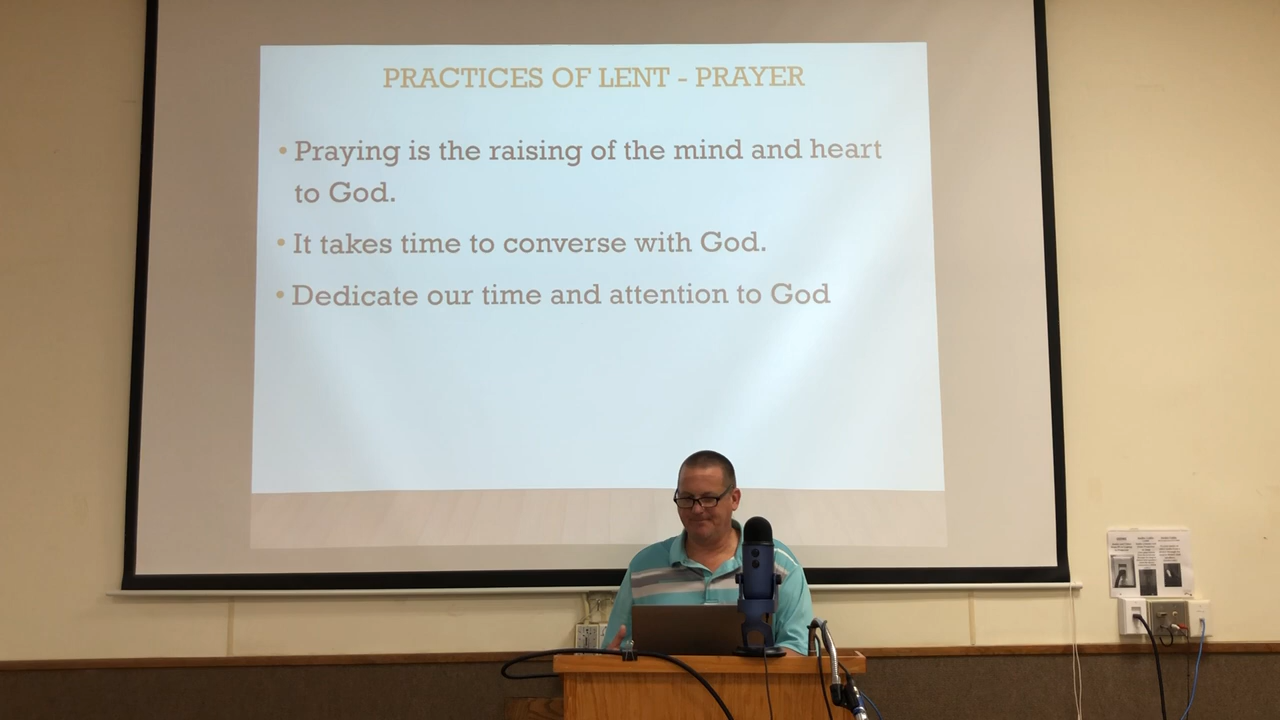 PRACTICES OF LENT - PRAYER
• Praying is the raising of the mind and heart
to God.
• It takes time to converse with God.
• Dedicate our time and attention to God